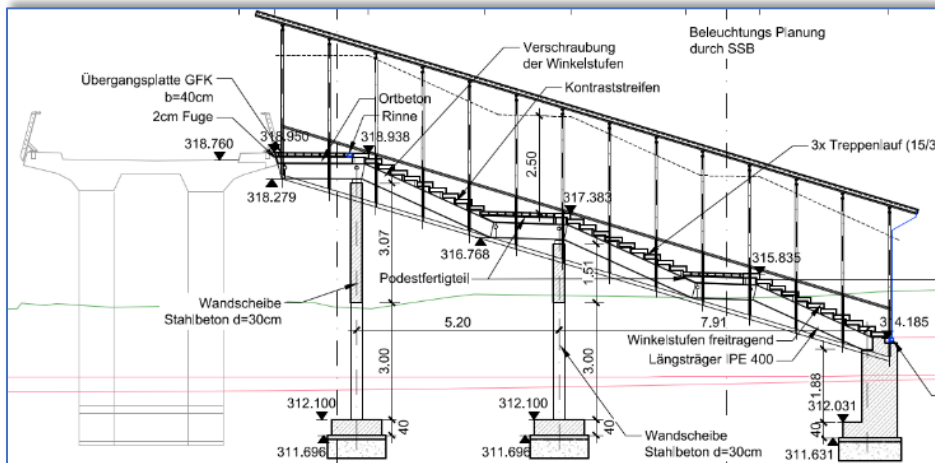 Beleuchtungs Planung
durch SSB
Verschraubung
der Winkelstufen
Übergangsplatte GFK
b=40cm
2cm Fuge
Kontraststreifen
Ortbeton
Rinne
318.760
318.950
318.938
3x Treppenlauf (15/3
2.50
318.279
317.383
3.07
316.768
315.835
Podestfertigteil
1.51
Wandscheibe
Stahlbeton d=30cm
5.20
7.91
314.185
Winkelstufen freitragend
Längsträger IPE 400
3.00
3.00
1.88
312.100
312.100
312.031
40
40
40
311.696
311.696
311.631
Wandscheibe
Stahlbeton d=30cm